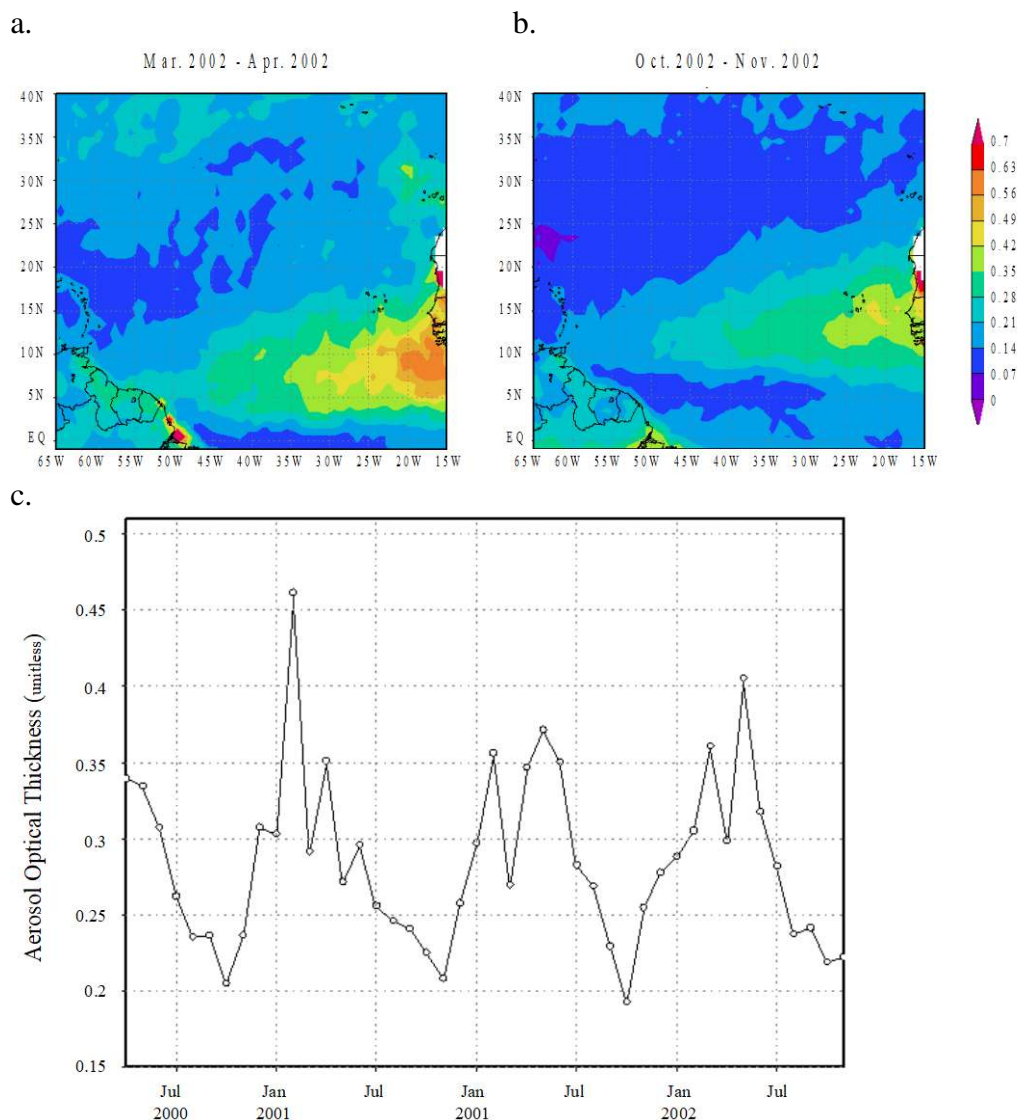 a.
b.
Mar.2002 - Apr.2002
Oct.2002 - Nov.2002
40N
35N
30N
25N
20N
15N
10N
5N
EQ
65W 60W 55W 50W 45W 40W 35W 30W 25W 20W 15W
40N
35N
30N
25N
20N
15N
10N
5N
EQ
65W 60W 55W 50W 45W 40W 35W 30W 25W 20W 15W
0.7
0.63
0.56
0.49
0.42
0.35
0.28
0.21
0.14
0.07
0
c.
Aerosol Optical Thickness (unitless)
0.5
0.45
0.4
0.35
0.3
0.25
0.2
0.15
Jul Jan Jul Jan Jul Jan Jul
2000 2001 2001 2002